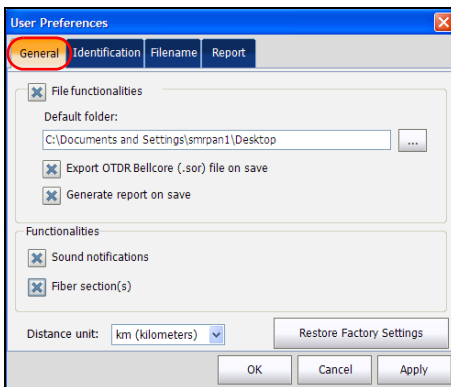 User Preferences
General Identification Filename Report
File functionalities
Default folder:
C:\Documents and Settings\smrpan1\Desktop ...
Export OTDR Bellcore (.sor) file on save
Generate report on save
Functionalities
Sound notifications
Fiber section(s)
Distance unit: km (kilometers) Restore Factory Settings
OK Cancel Apply